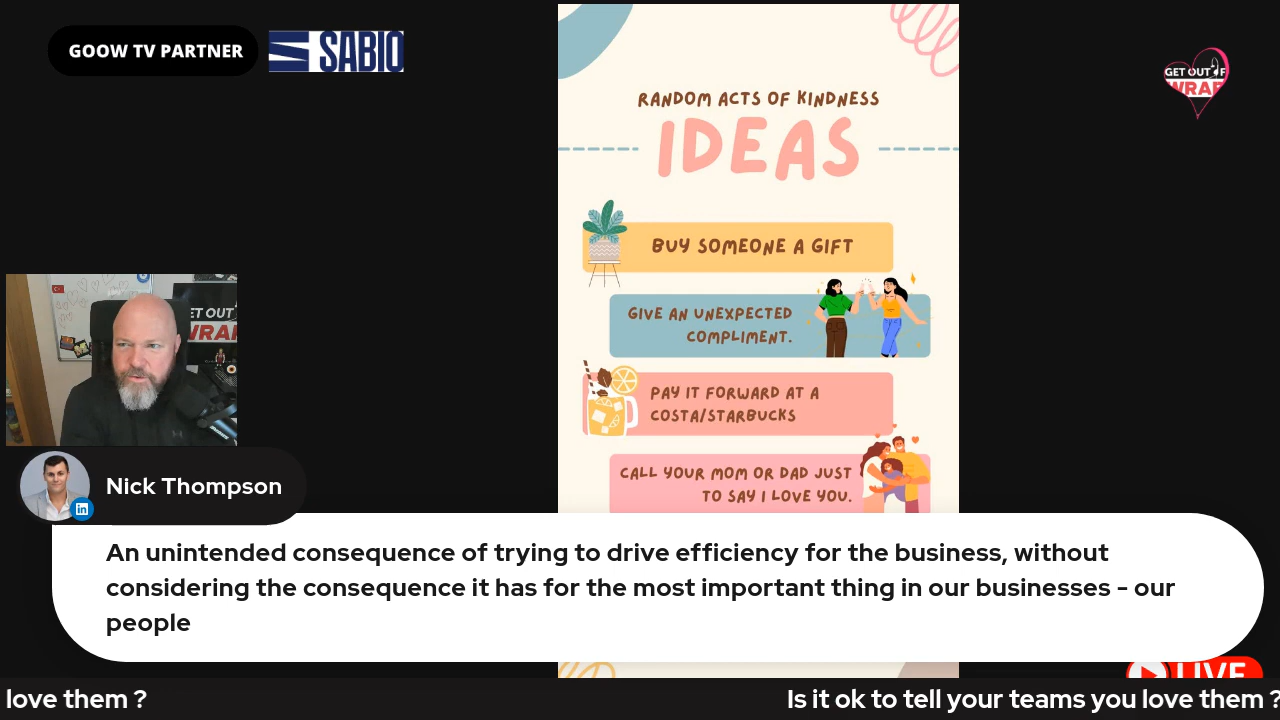 GOOW TV PARTNER
SABIO
GET OUT OF
WRAP
RANDOM ACTS OF KINDNESS
IDEAS
BUY SOMEONE A GIFT
GIVE AN UNEXPECTED
COMPLIMENT.
PAY IT FORWARD AT A
COSTA/STARBUCKS
CALL YOUR MOM OR DAD JUST
TO SAY I LOVE YOU.
ET OUT
WRAP
Nick Thompson
in
An unintended consequence of trying to drive efficiency for the business, without
considering the consequence it has for the most important thing in our businesses - our
people
LIVE
love them ?
Is it ok to tell your teams you love them ?